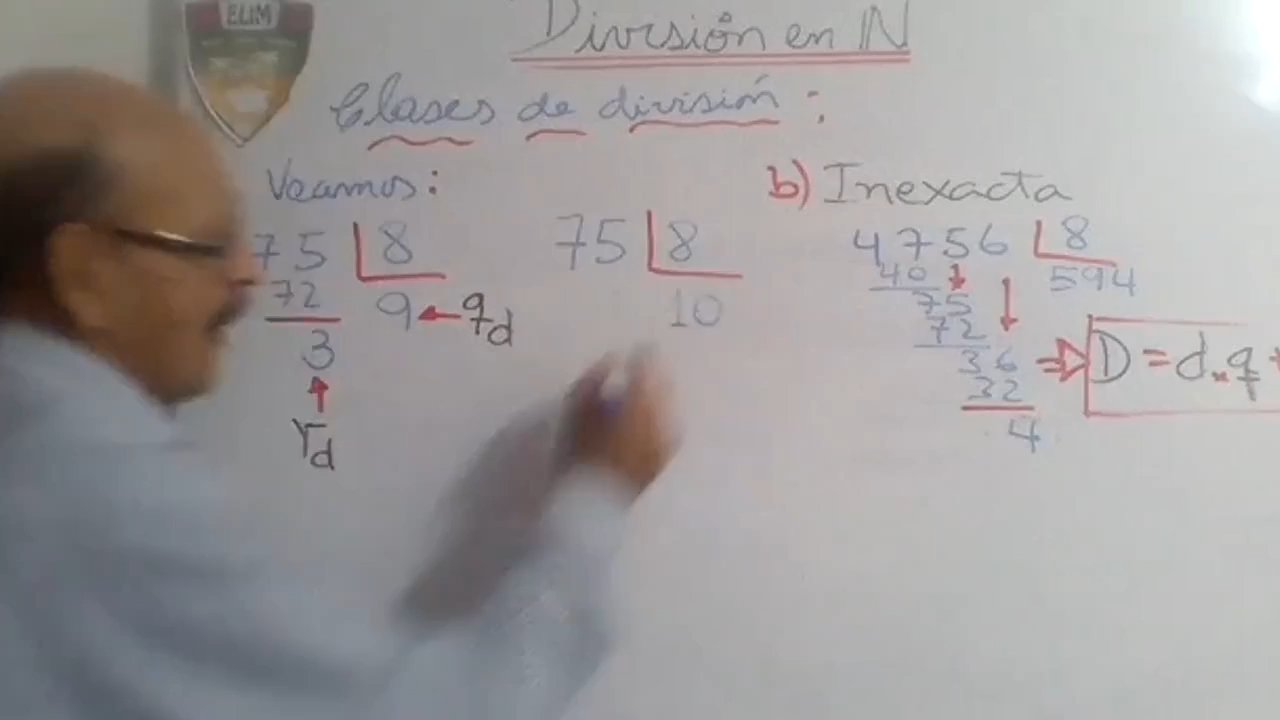 ELIM
División en N
Clases de división :
Veamos:
75 8
72 9 ← qd
3
rd
75 8
10
b) Inexacta
4756 8
40 594
75
72
36
32
4
⇒ D = d.q +